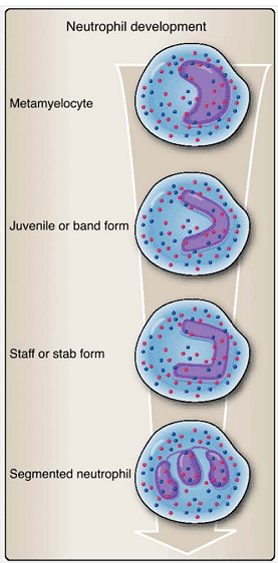 Neutrophil development
Metamyelocyte
Juvenile or band form
Staff or stab form
Segmented neutrophil